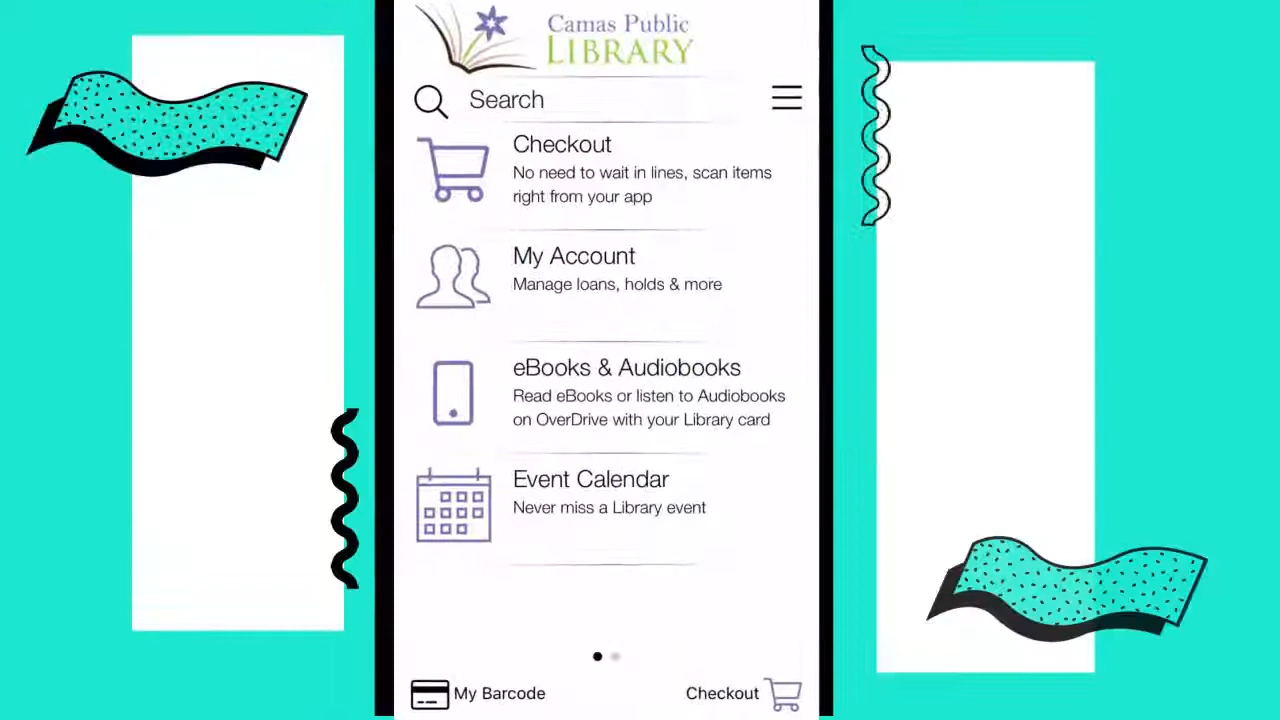 Camas Public
LIBRARY
Search
Checkout
No need to wait in lines, scan items
right from your app
My Account
Manage loans, holds & more
eBooks & Audiobooks
Read eBooks or listen to Audiobooks
on OverDrive with your Library card
Event Calendar
Never miss a Library event
My Barcode
Checkout